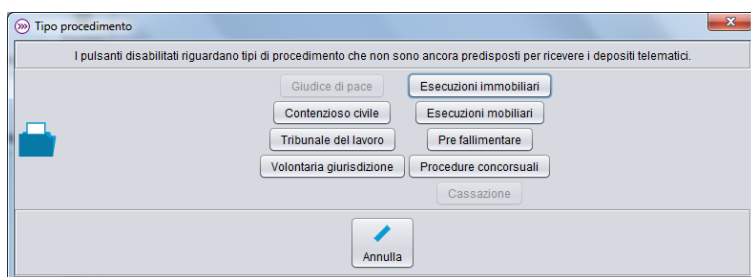 Tipo procedimento
I pulsanti disabilitati riguardano tipi di procedimento che non sono ancora predisposti per ricevere i depositi telematici.
Giudice di pace Esecuzioni immobiliari
Contenzioso civile Esecuzioni mobiliari
Tribunale del lavoro Pre fallimentare
Volontaria giurisdizione Procedure concorsuali
Cassazione
Annulla